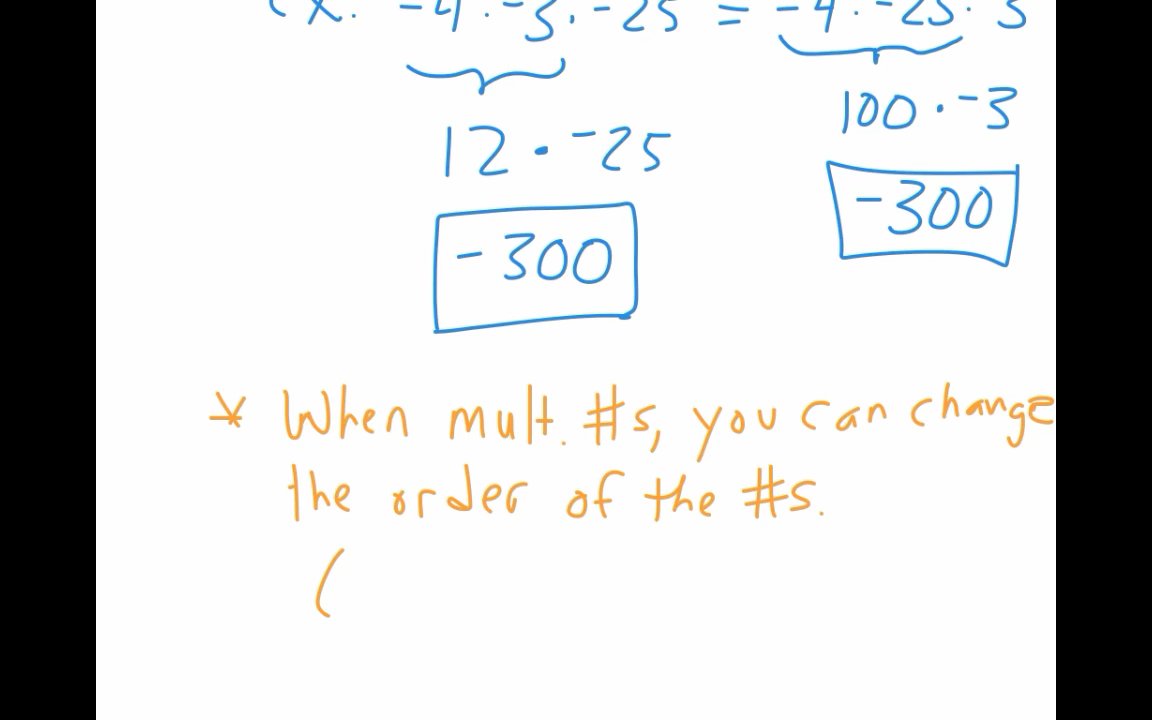 Ex. -4 · -3 · -25 = -4 · -25 · 3
100 · -3
12 · -25
-300
-300
* When mult. #s, you can change
the order of the #s.
(